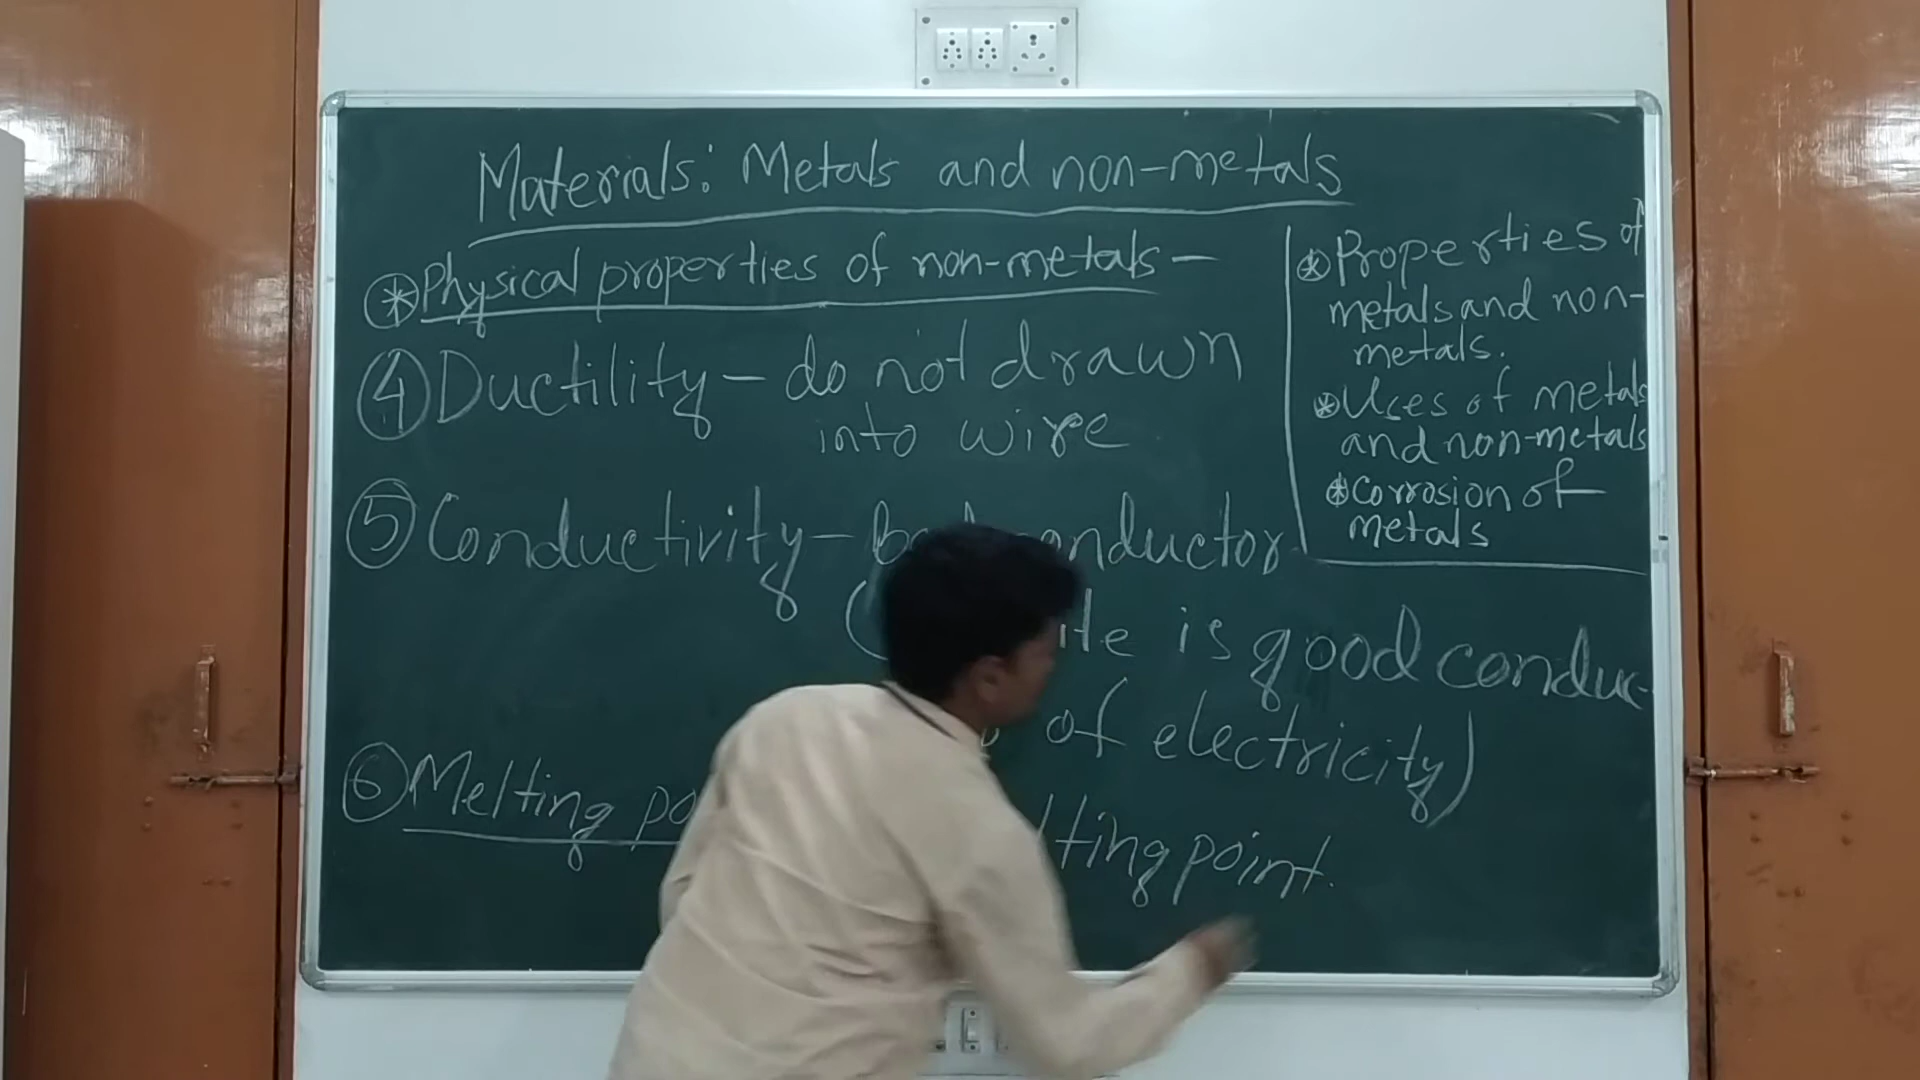 Materials: Metals and non-metals
Physical properties of non-metals -
4 Ductility - do not drawn
into wire
5 Conductivity - conductor
is good conduc-
of electricity)
6 Melting point.
* Properties of
metals and non-
metals.
* Uses of metals
and non-metals
* Corrosion of
metals